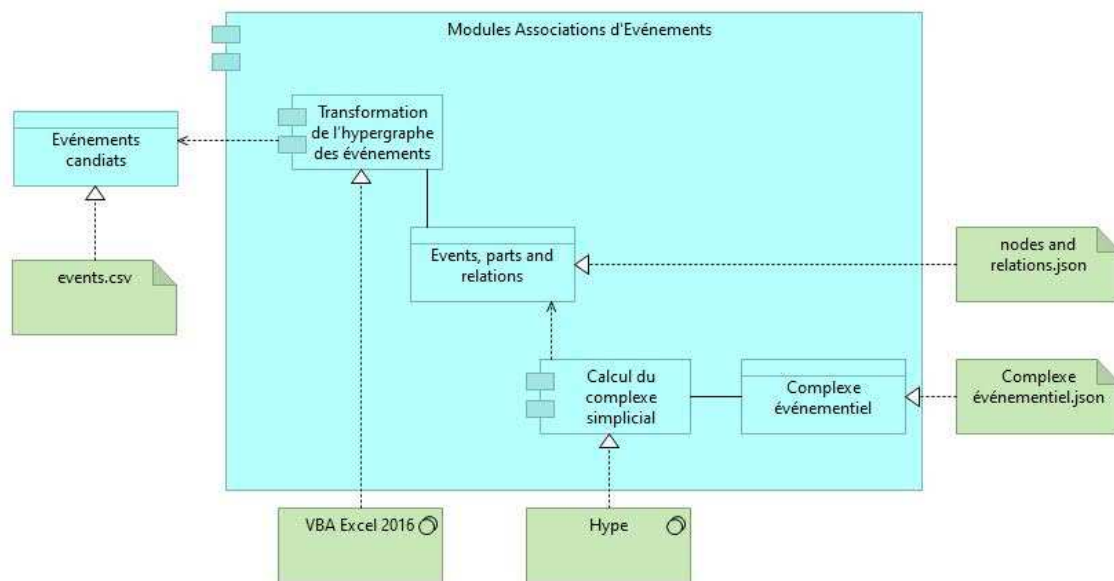 Modules Associations d'Evénements
Transformation
de l'hypergraphe
des événements
Evénements
candiats
events.csv
Events, parts and
relations
nodes and
relations.json
Calcul du
complexe
simplicial
Complexe
événementiel
Complexe
événementiel.json
VBA Excel 2016
Hype